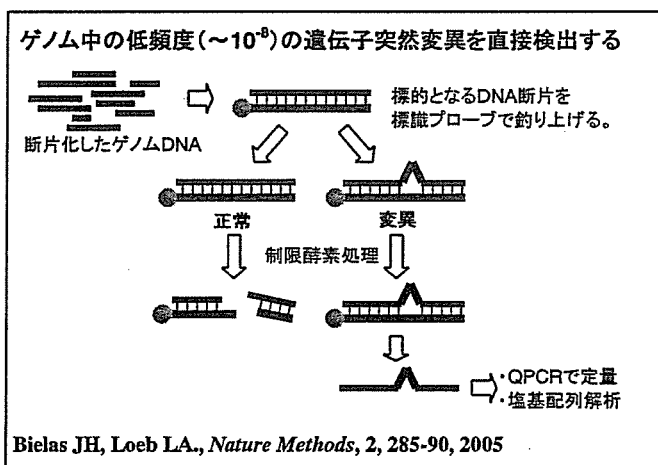 ゲノム中の低頻度(～10⁻⁸)の遺伝子突然変異を直接検出する
標的となるDNA断片を
標識プローブで釣り上げる。
断片化したゲノムDNA
正常
変異
制限酵素処理
・QPCRで定量
・塩基配列解析
Bielas JH, Loeb LA., Nature Methods, 2, 285-90, 2005